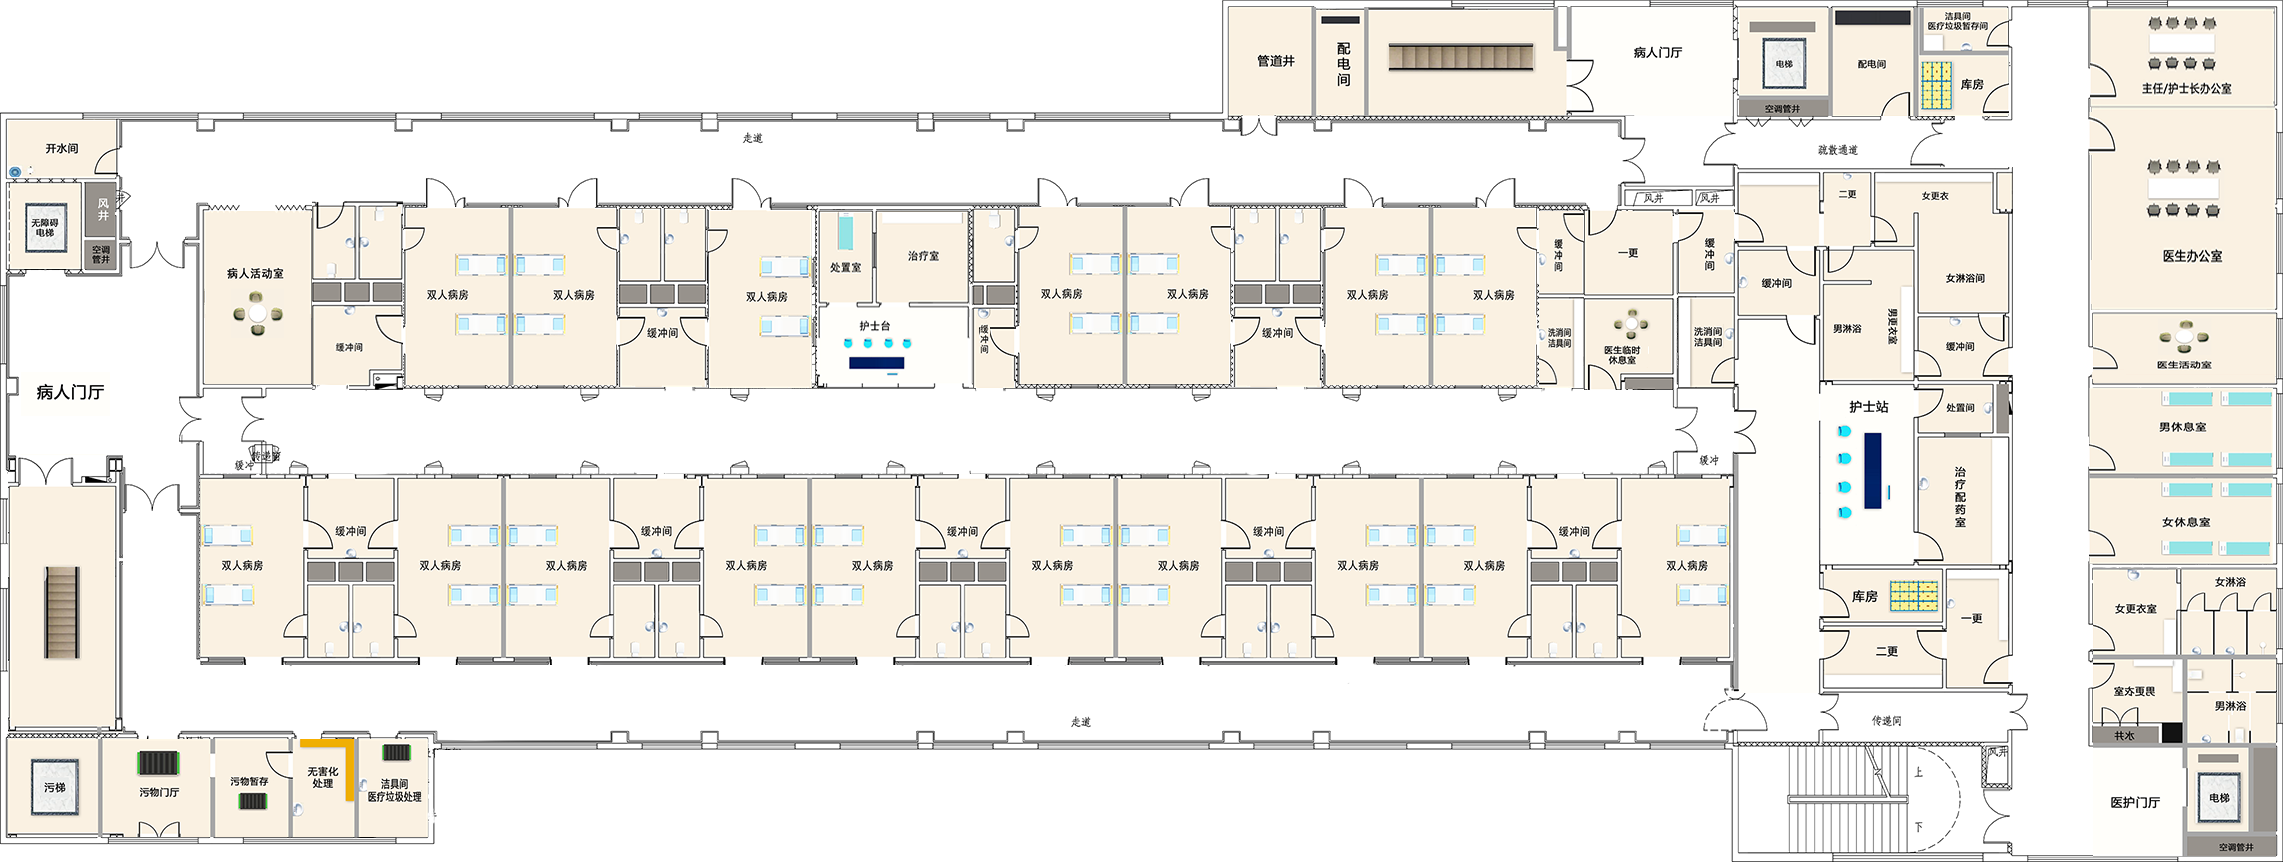 洁具间
医疗垃圾暂存间
管道井
配电间
病人门厅
电梯
配电间
库房
主任/护士长办公室
空调管井
开水间
走道
疏散通道
风井
井
无障碍
电梯
空调
管井
风井
风井
二更
女更衣
病人活动室
双人病房
双人病房
双人病房
处置室
治疗室
双人病房
双人病房
双人病房
双人病房
缓冲间
一更
缓冲间
缓冲间
女淋浴间
医生办公室
缓冲间
缓冲间
护士台
缓冲间
缓冲间
洗消间
洁具间
医生临时
休息室
洗消间
洁具间
男淋浴
男更衣室
缓冲间
医生活动室
病人门厅
护士站
处置间
男休息室
缓冲
传递窗
缓冲
治疗配药室
女休息室
缓冲间
缓冲间
缓冲间
缓冲间
缓冲间
双人病房
双人病房
双人病房
双人病房
双人病房
双人病房
双人病房
双人病房
双人病房
双人病房
库房
一更
二更
女更衣室
女淋浴
男更衣室
男淋浴
走道
传递间
风井
上
下
污梯
污物门厅
污物暂存
无害化
处理
洁具间
医疗垃圾处理
医护门厅
电梯
空调管井